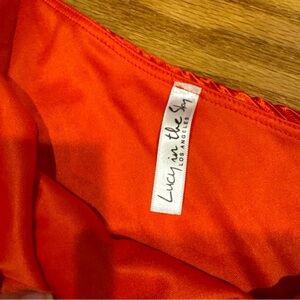 Lucy in the Sky
LOS ANGELES